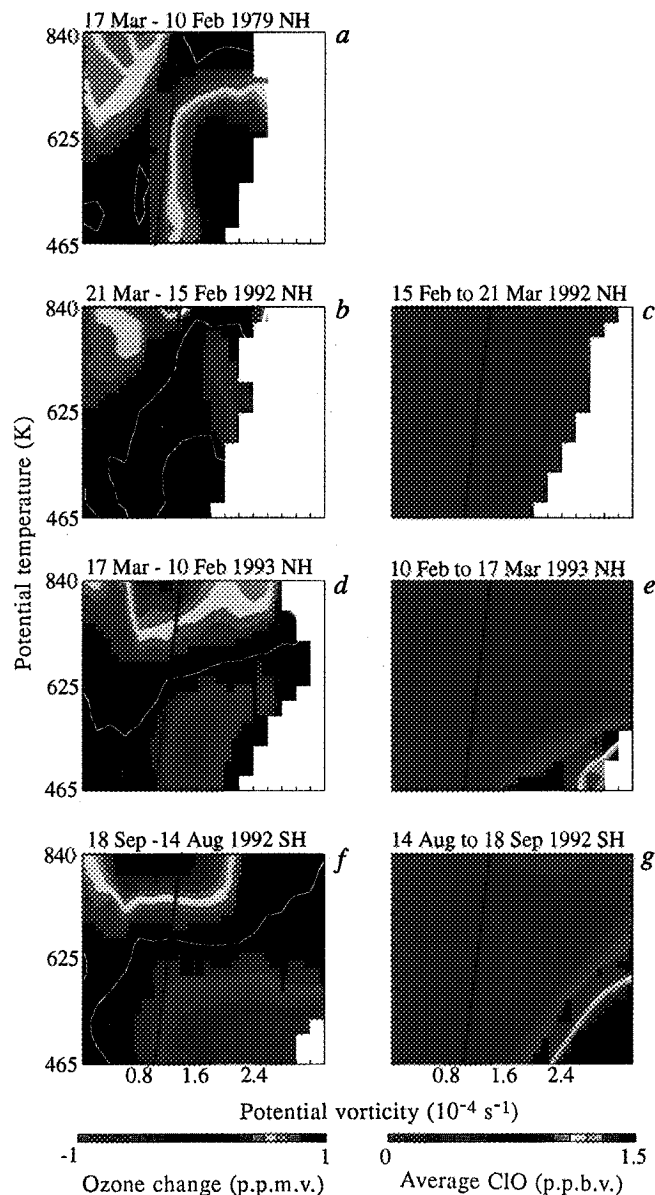 17 Mar - 10 Feb 1979 NH
a
840
625
465
21 Mar - 15 Feb 1992 NH
b
15 Feb to 21 Mar 1992 NH
c
840
625
465
Potential temperature (K)
17 Mar - 10 Feb 1993 NH
d
10 Feb to 17 Mar 1993 NH
e
840
625
465
18 Sep -14 Aug 1992 SH
f
14 Aug to 18 Sep 1992 SH
g
840
625
465
0.8 1.6 2.4
0.8 1.6 2.4
Potential vorticity (10⁻⁴ s⁻¹)
-1 1
Ozone change (p.p.m.v.)
0 1.5
Average ClO (p.p.b.v.)